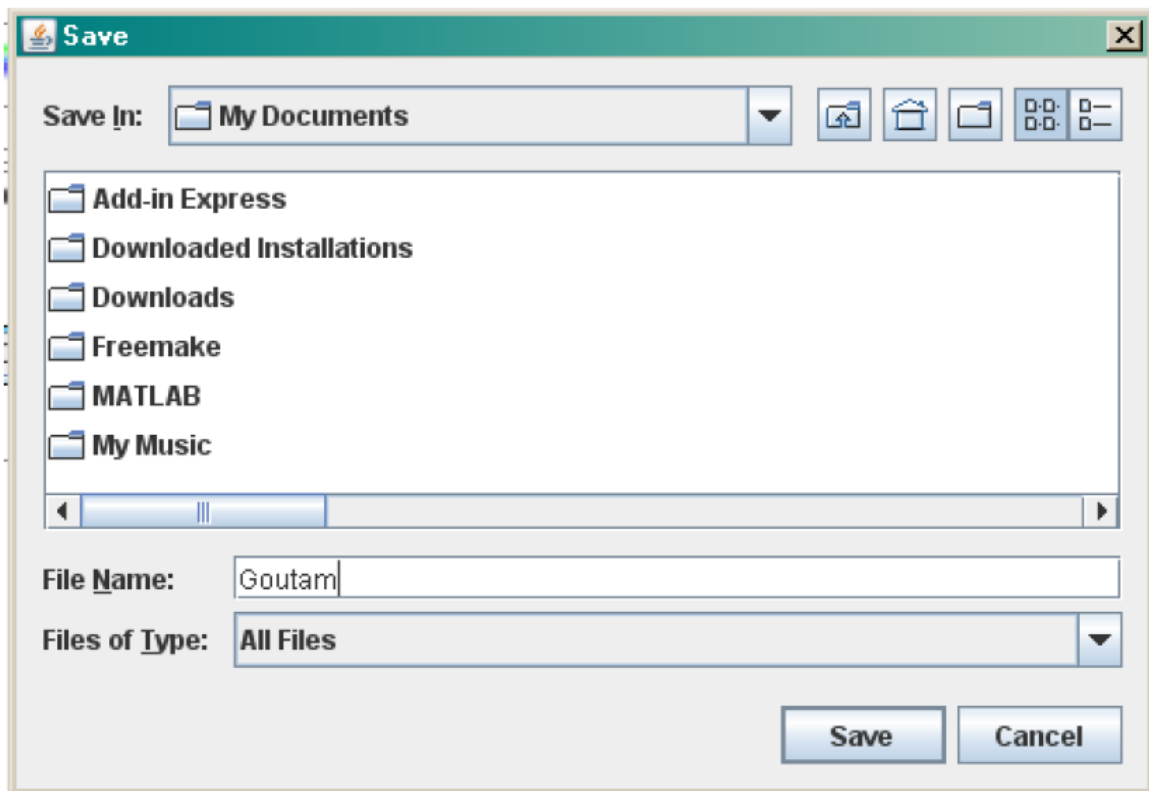 Save
Save In: My Documents
Add-in Express
Downloaded Installations
Downloads
Freemake
MATLAB
My Music
File Name: Goutam
Files of Type: All Files
Save Cancel